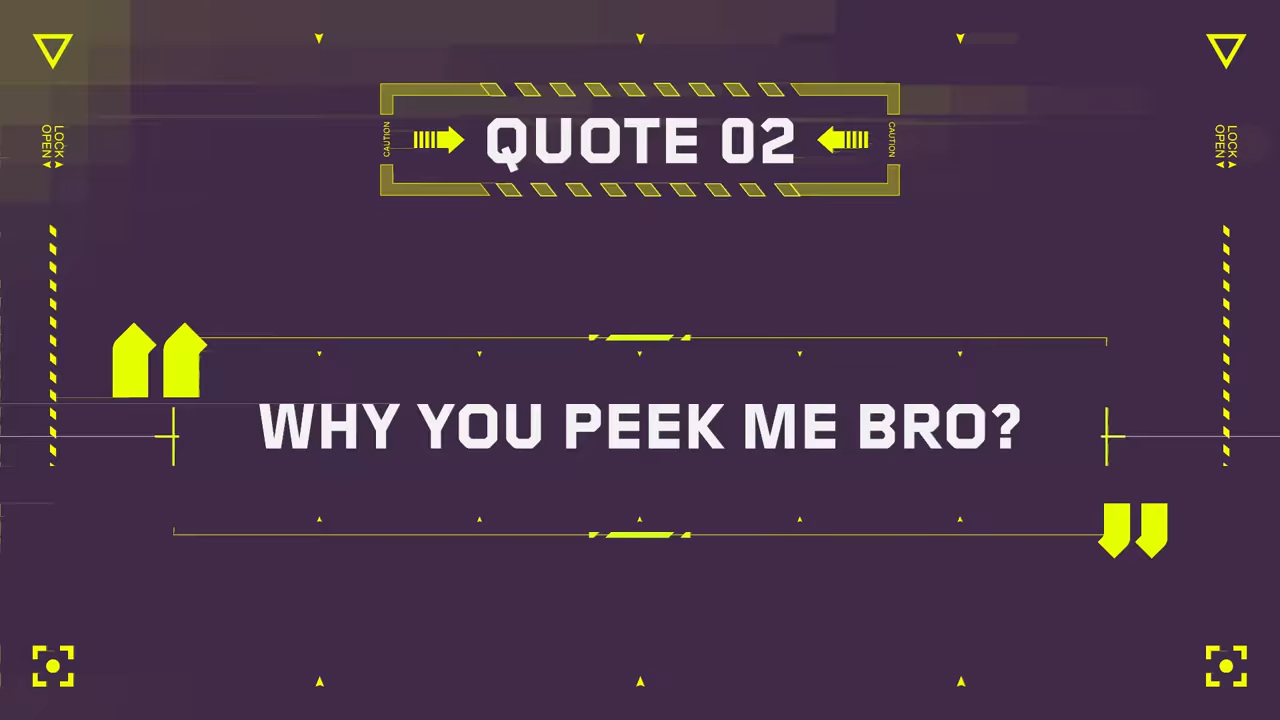 QUOTE 02
CAUTION
CAUTION
LOCK
OPEN
LOCK
OPEN
WHY YOU PEEK ME BRO?